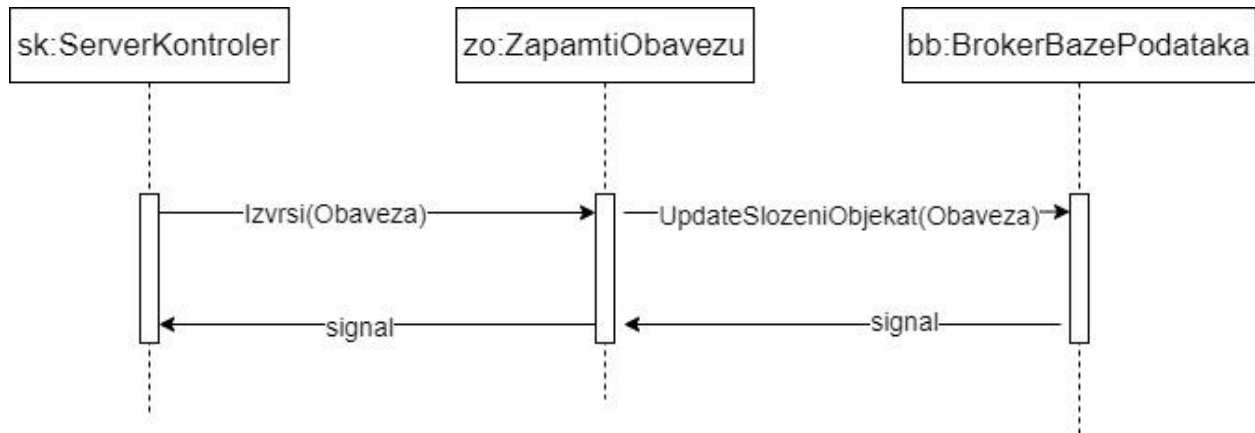 sk:ServerKontroler
zo:ZapamtiObavezu
bb:BrokerBazePodataka
Izvrsi(Obaveza)
UpdateSlozeniObjekat(Obaveza)
signal
signal